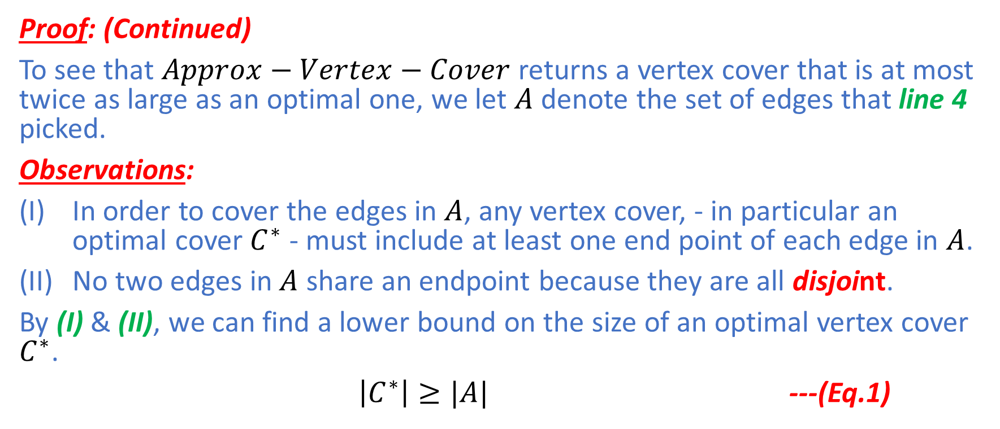 Proof: (Continued)
To see that Approx − Vertex − Cover returns a vertex cover that is at most
twice as large as an optimal one, we let A denote the set of edges that line 4
picked.
Observations:
(I) In order to cover the edges in A, any vertex cover, - in particular an
optimal cover C* - must include at least one end point of each edge in A.
(II) No two edges in A share an endpoint because they are all disjoint.
By (I) & (II), we can find a lower bound on the size of an optimal vertex cover
C*.
|C*| ≥ |A| ---(Eq.1)